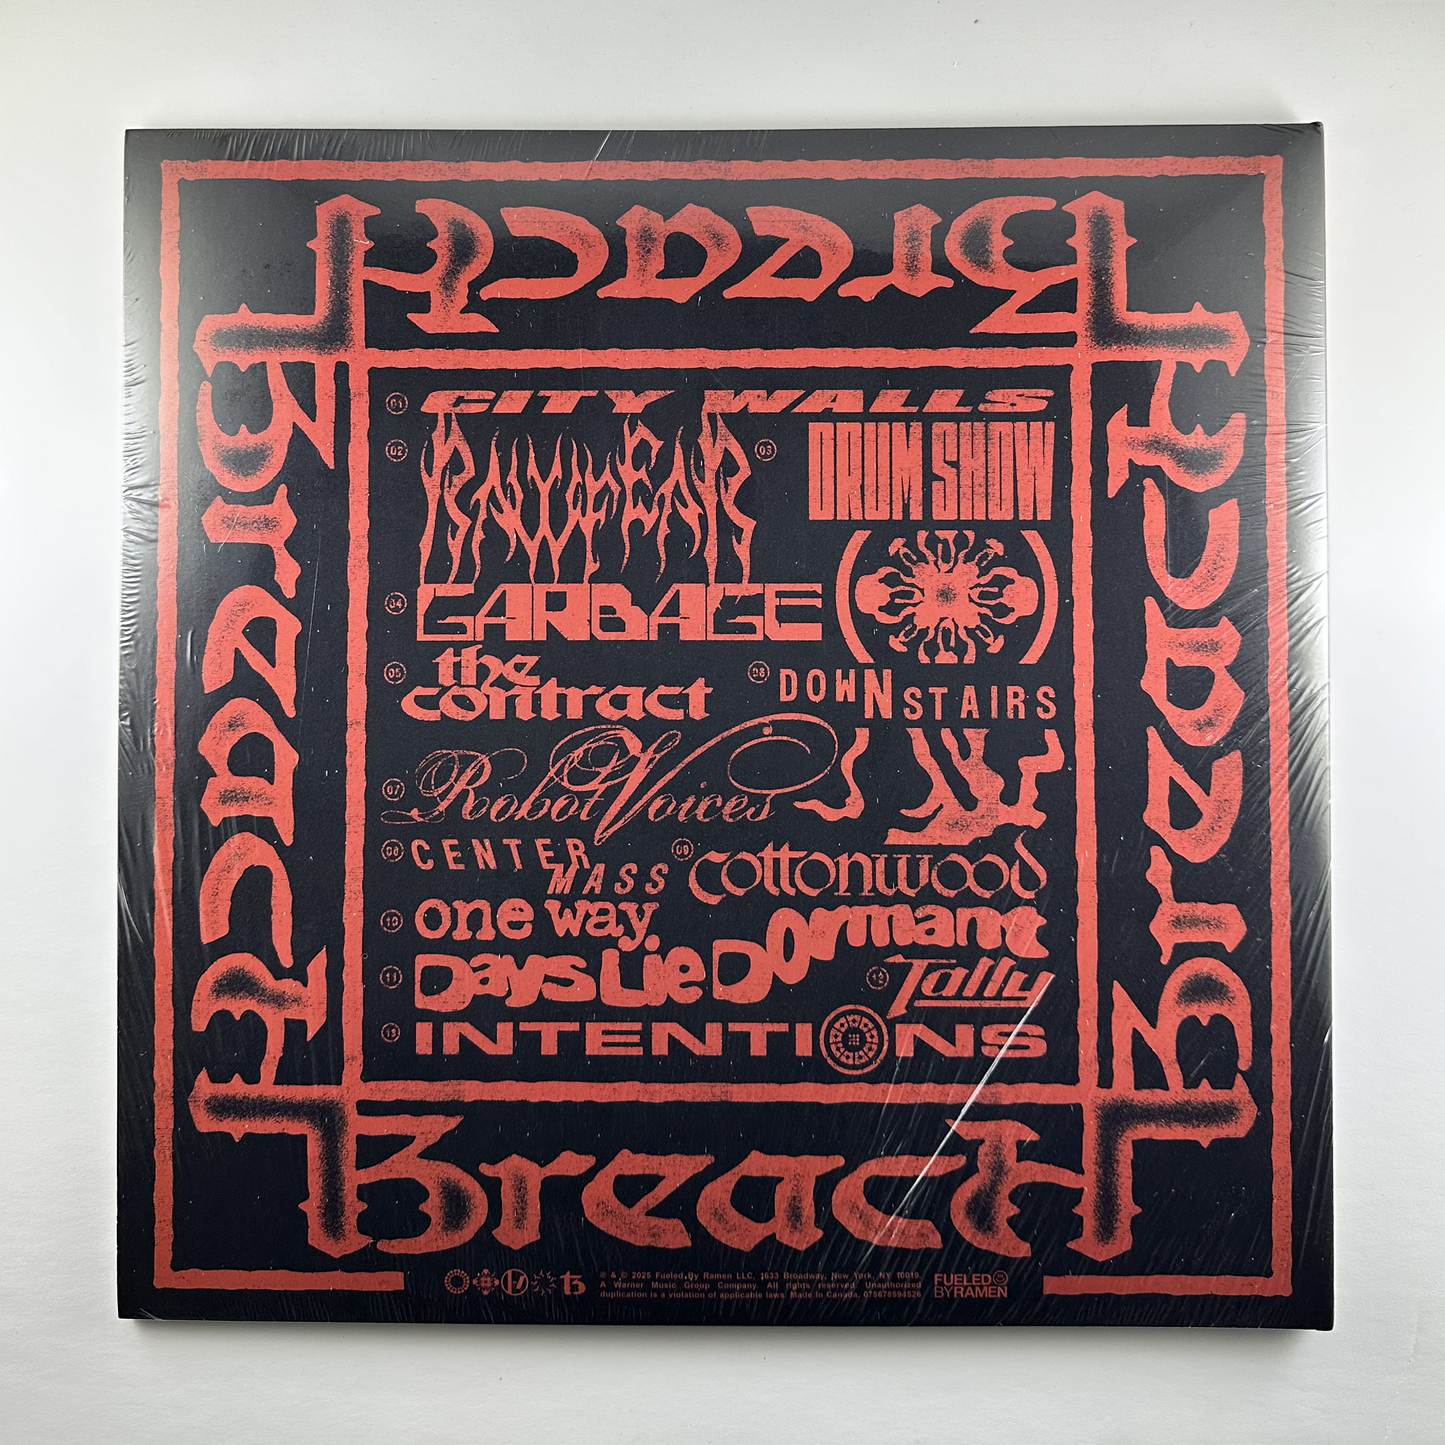 Breach
Breach
Breach
01 CITY WALLS
02 RAWFEAR
03 DRUM SHOW
04 GARBAGE
05 the contract
06 DOWNSTAIRS
07 Robot Voices
08 CENTER MASS
09 cottonwood
10 one way
11 Days Lie Dormant
12 Tally
13 INTENTIONS
Breach
℗ & © 2025 Fueled By Ramen LLC, 1633 Broadway, New York, NY 10019.
A Warner Music Group Company. All rights reserved. Unauthorized
duplication is a violation of applicable laws. Made in Canada. 075678594526
FUELED
BY RAMEN